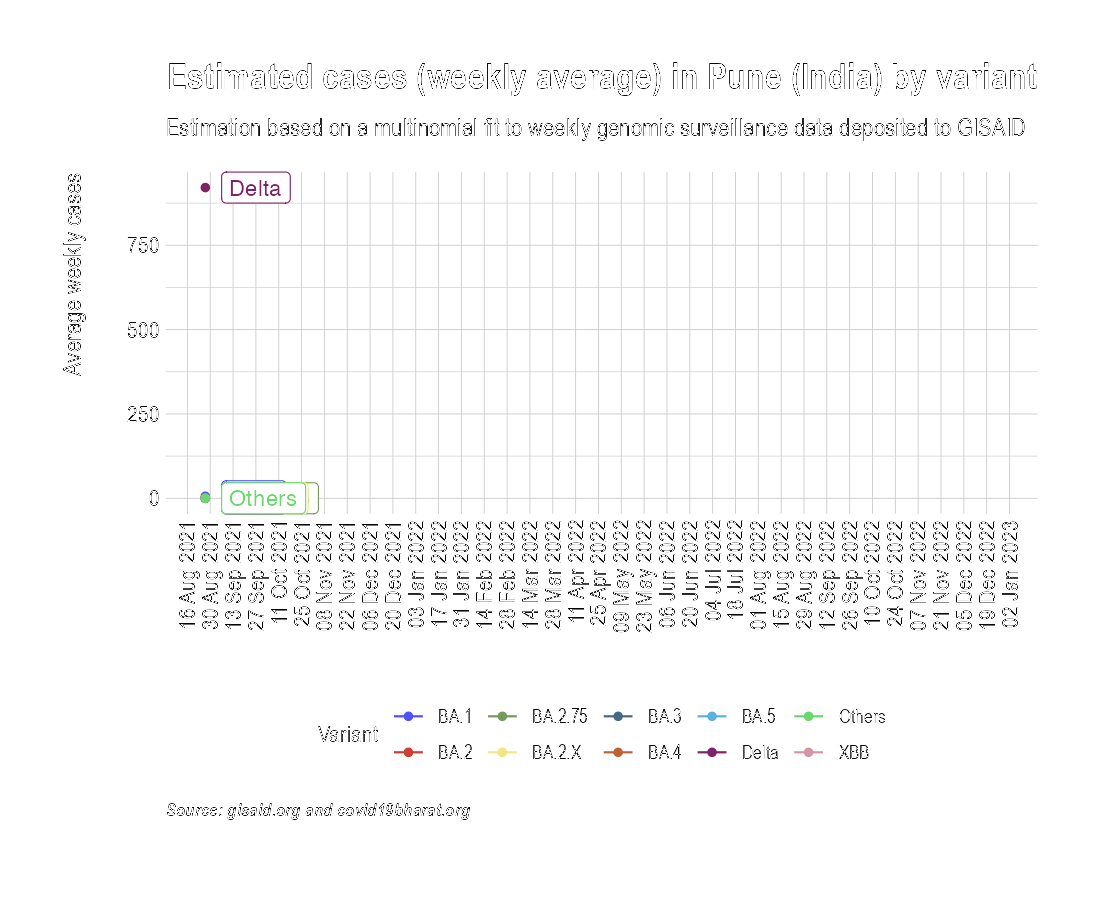 Estimated cases (weekly average) in Pune (India) by variant
Estimation based on a multinomial fit to weekly genomic surveillance data deposited to GISAID
Average weekly cases
Delta
750
500
250
0
Others
16 Aug 2021
30 Aug 2021
13 Sep 2021
27 Sep 2021
11 Oct 2021
25 Oct 2021
08 Nov 2021
22 Nov 2021
06 Dec 2021
20 Dec 2021
03 Jan 2022
17 Jan 2022
31 Jan 2022
14 Feb 2022
28 Feb 2022
14 Mar 2022
28 Mar 2022
11 Apr 2022
25 Apr 2022
09 May 2022
23 May 2022
06 Jun 2022
20 Jun 2022
04 Jul 2022
18 Jul 2022
01 Aug 2022
15 Aug 2022
29 Aug 2022
12 Sep 2022
26 Sep 2022
10 Oct 2022
24 Oct 2022
07 Nov 2022
21 Nov 2022
05 Dec 2022
19 Dec 2022
02 Jan 2023
Variant
BA.1 BA.2.75 BA.3 BA.5 Others
BA.2 BA.2.X BA.4 Delta XBB
Source: gisaid.org and covid19bharat.org